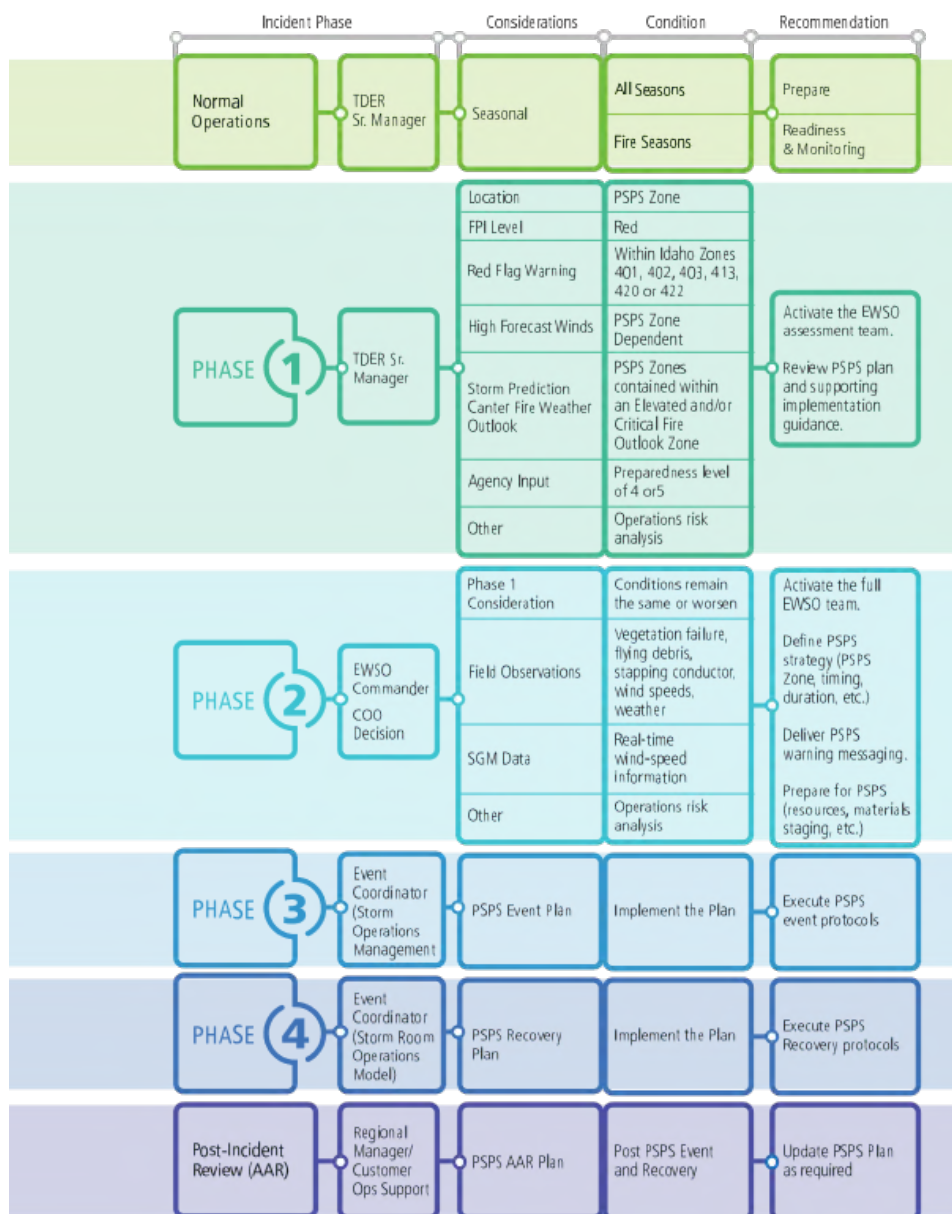 Incident Phase
Considerations
Condition
Recommendation
Normal
Operations
TDER
Sr. Manager
Seasonal
All Seasons
Fire Seasons
Prepare
Readiness
& Monitoring
PHASE 1
TDER Sr.
Manager
Location
PSPS Zone
FPI Level
Red
Red Flag Warning
Within Idaho Zones
401, 402, 403, 413,
420 or 422
High Forecast Winds
PSPS Zone
Dependent
Storm Prediction
Canter Fire Weather
Outlook
PSPS Zones
contained within
an Elevated and/or
Critical Fire
Outlook Zone
Agency Input
Preparedness level
of 4 or5
Other
Operations risk
analysis
Activate the EWSO
assessment team.
Review PSPS plan
and supporting
implementation
guidance.
PHASE 2
EWSO
Commander
COO
Decision
Phase 1
Consideration
Conditions remain
the same or worsen
Field Observations
Vegetation failure,
flying debris,
stapping conductor,
wind speeds,
weather
SGM Data
Real-time
wind-speed
information
Other
Operations risk
analysis
Activate the full
EWSO team.
Define PSPS
strategy (PSPS
Zone, timing,
duration, etc.)
Deliver PSPS
warning messaging.
Prepare for PSPS
(resources, materials
staging, etc.)
PHASE 3
Event
Coordinator
(Storm
Operations
Management
PSPS Event Plan
Implement the Plan
Execute PSPS
event protocols
PHASE 4
Event
Coordinator
(Storm Room
Operations
Model)
PSPS Recovery
Plan
Implement the Plan
Execute PSPS
Recovery protocols
Post-Incident
Review (AAR)
Regional
Manager/
Customer
Ops Support
PSPS AAR Plan
Post PSPS Event
and Recovery
Update PSPS Plan
as required